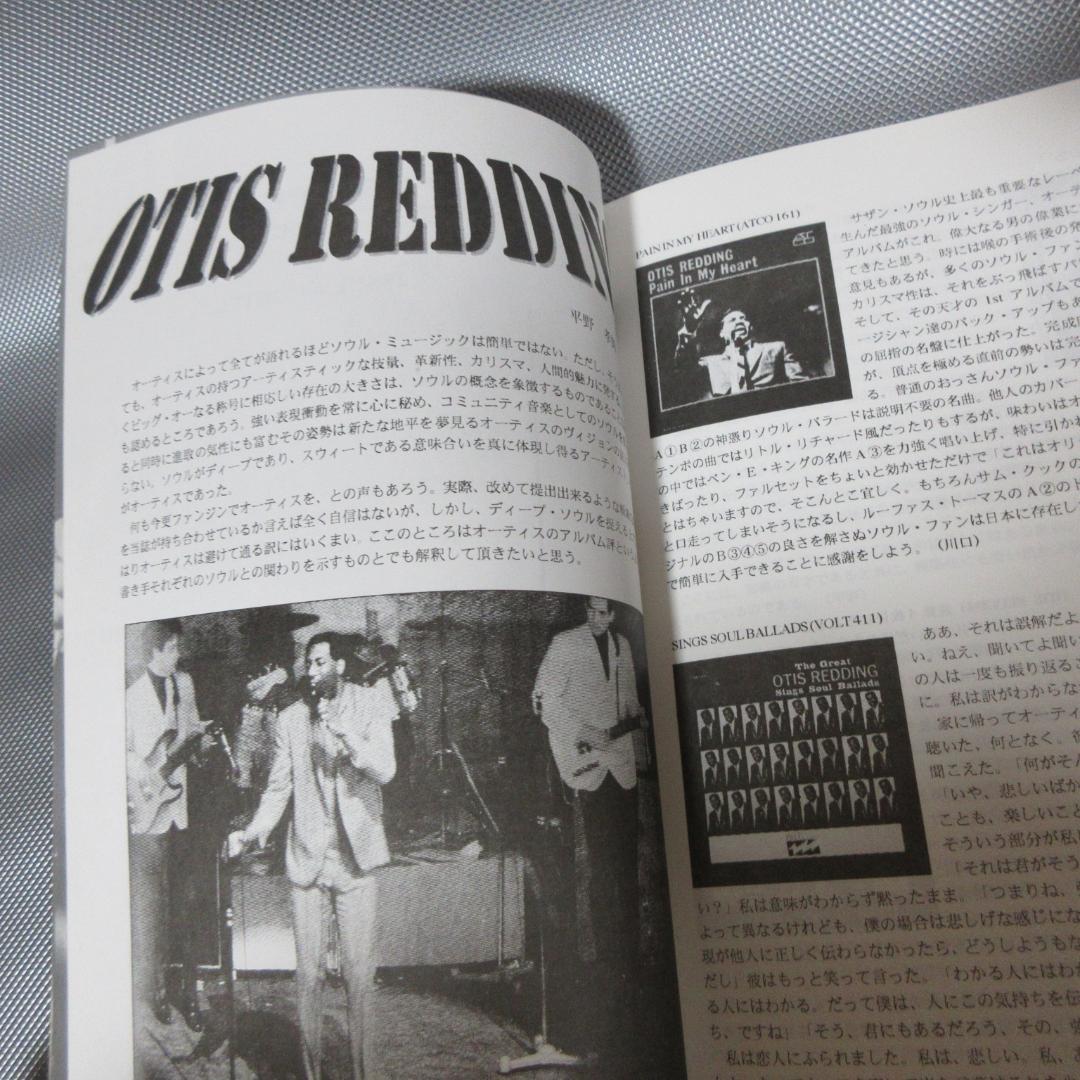 OTIS REDDIN
平野
オーティスによって全てが語れるほどソウル・ミュージックは簡単ではない。ただし、
ても、オーティスの持つアーティスティックな技量、革新性、カリスマ、人間的魅力に発する
くビッグ・オーなる称号に相応しい存在の大きさは、ソウルの概念を象徴するものであること
も認めるところであろう。強い表現衝動を常に心に秘め、コミュニティ音楽としてのソウルを
ると同時に進取の気性にも富むその姿勢は新たな地平を夢見るオーティスのヴィジョンの
らない。ソウルがディープであり、スウィートである意味合いを真に体現し得るアーティス
がオーティスであった。
何も今更ファンジンでオーティスを、との声もあろう。実際、改めて提出出来るような
を当誌が持ち合わせているか言えば全く自信はないが、しかし、ディープ・ソウルを捉える
はりオーティスは避けて通る訳にはいくまい。ここのところはオーティスのアルバム評という
書き手それぞれのソウルとの関わりを示すものとでも解釈して頂きたいと思う。
PAIN IN MY HEART (ATCO 161)
OTIS REDDING
Pain In My Heart
ATCO
サザン・ソウル史上最も重要なレーベ
生んだ最強のソウル・シンガー、オーテ
アルバムがこれ。偉大なる男の偉業に
てきたと思う。時には喉の手術後の発
意見もあるが、多くのソウル・ファン
カリスマ性は、それをぶっ飛ばすパ
そして、その天才の 1st アルバムで
ージシャン達のバック・アップもあ
の屈指の名盤に仕上がった。完成度
が、頂点を極める直前の勢いは完
る。普通のおっさんソウル・ファ
A①B②の神懸りソウル・バラードは説明不要の名曲。他人のカバー
テンポの曲ではリトル・リチャード風だったりもするが、味わいはオ
の中ではベン・E・キングの名作A③を力強く唱い上げ、特に引かれ
きばったり、ファルセットをちょいと効かせただけで「これはオリ
とはちゃいますので、そこんとこ宜しく。もちろんサム・クックの
と口走ってしまいそうになるし、ルーファス・トーマスのA②のド
ジナルのB③④⑤の良さを解さぬソウル・ファンは日本に存在し
で簡単に入手できることに感謝をしよう。（川口）
SINGS SOUL BALLADS (VOLT 411)
The Great
OTIS REDDING
Sings Soul Ballads
ああ、それは誤解だよ
い。ねえ、聞いてよ聞い
の人は一度も振り返るこ
に。私は訳がわからな
家に帰ってオーティ
聴いた、何となく。
聞こえた。「何がそん
「いや、悲しいばか
ことも、楽しいこと
そういう部分が私
「それは君がそう
い？」私は意味がわからず黙ったまま。「つまりね、
よって異なるけれども、僕の場合は悲しげな感じにな
現が他人に正しく伝わらなかったら、どうしようもな
だし」彼はもっと笑って言った。「わかる人にはわか
る人にはわかる。だって僕は、人にこの気持ちを伝
ち、ですね」「そう、君にもあるだろう、その、
私は恋人にふられました。私は、悲しい。私、